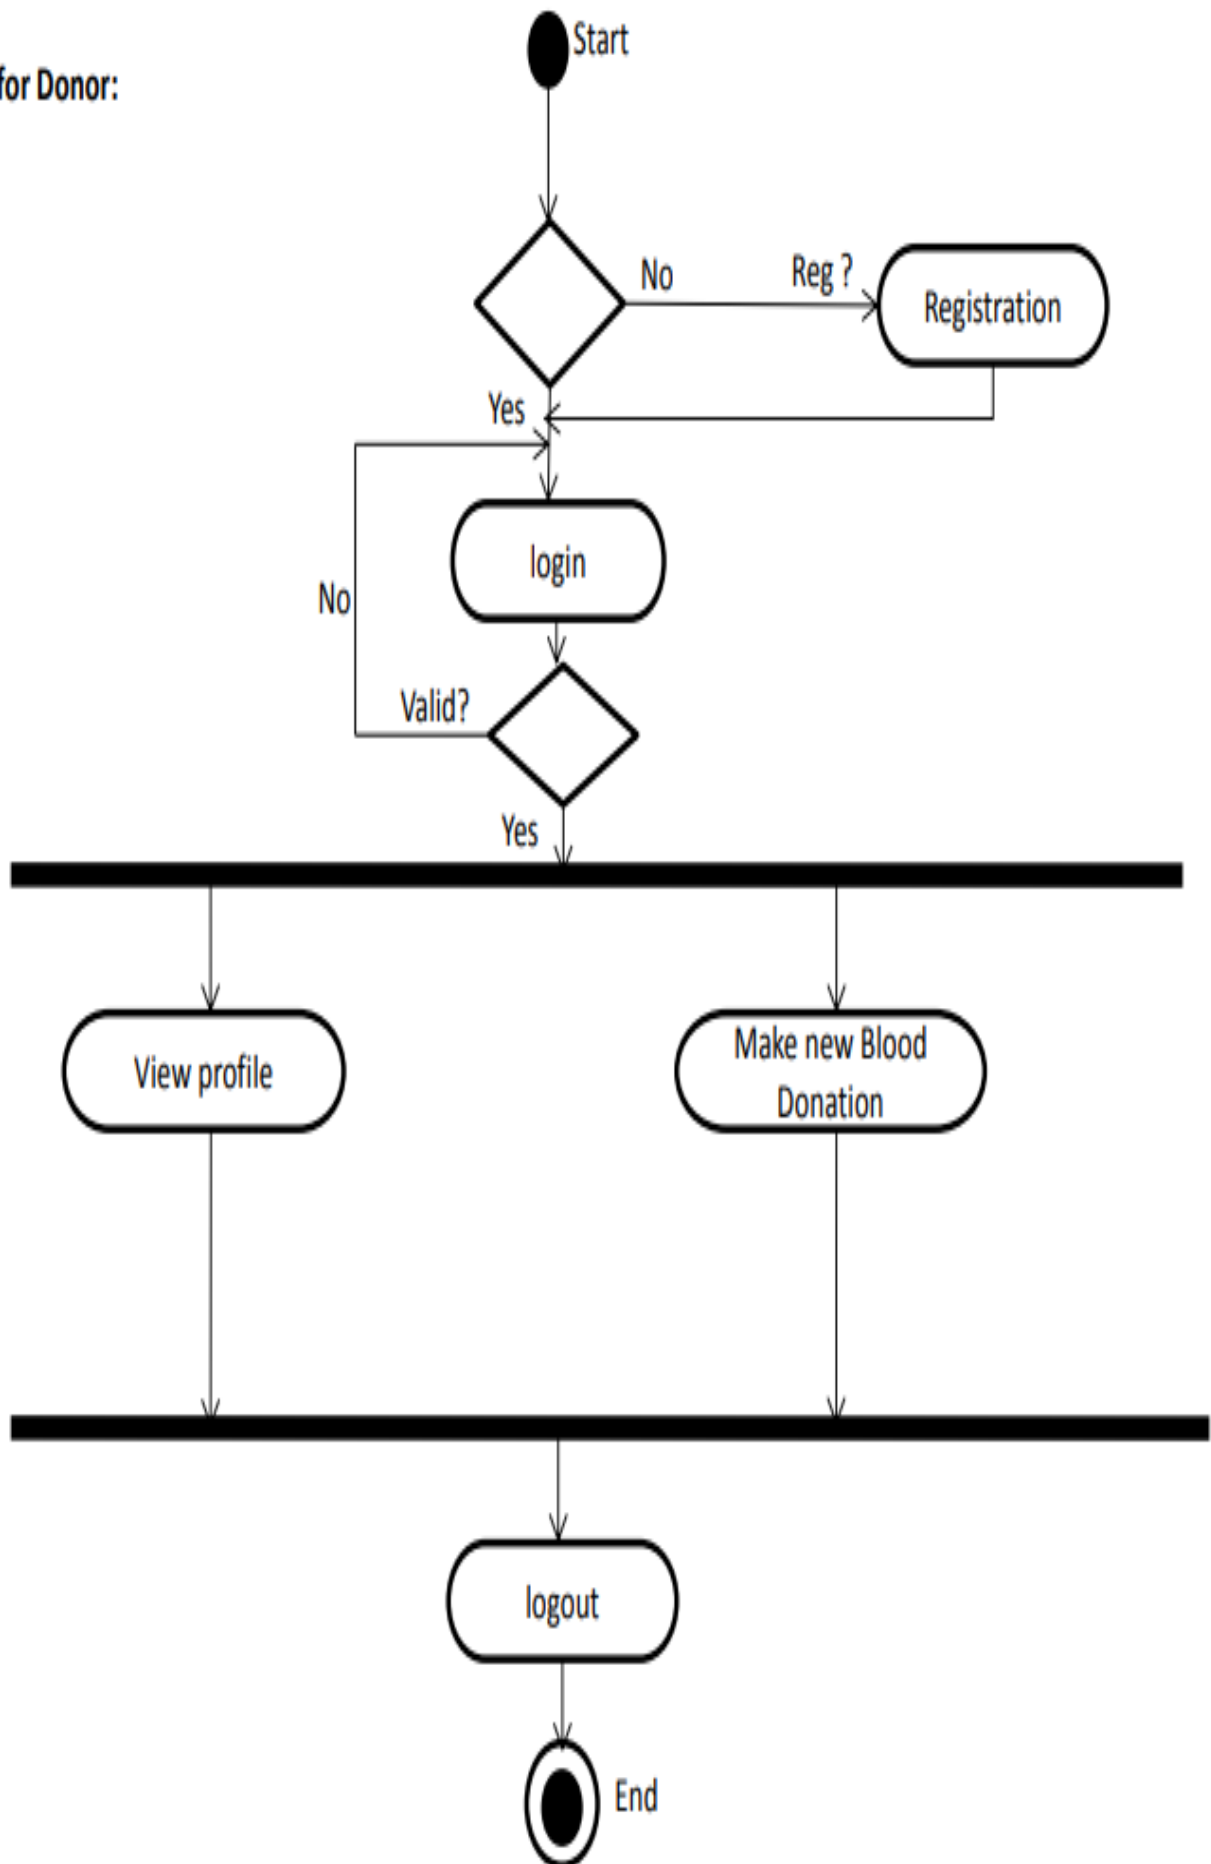 Start
for Donor:
No
Reg ?
Registration
Yes
login
No
Valid?
Yes
View profile
Make new Blood
Donation
logout
End